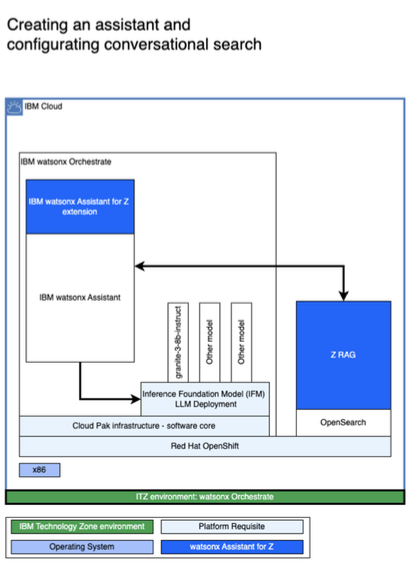 Creating an assistant and
configurating conversational search
IBM Cloud
IBM watsonx Orchestrate
IBM watsonx Assistant for Z
extension
IBM watsonx Assistant
granite-3-8b-instruct
Other model
Other model
Z RAG
Inference Foundation Model (IFM)
LLM Deployment
OpenSearch
Cloud Pak infrastructure - software core
Red Hat OpenShift
x86
ITZ environment: watsonx Orchestrate
IBM Technology Zone environment
Platform Requisite
Operating System
watsonx Assistant for Z